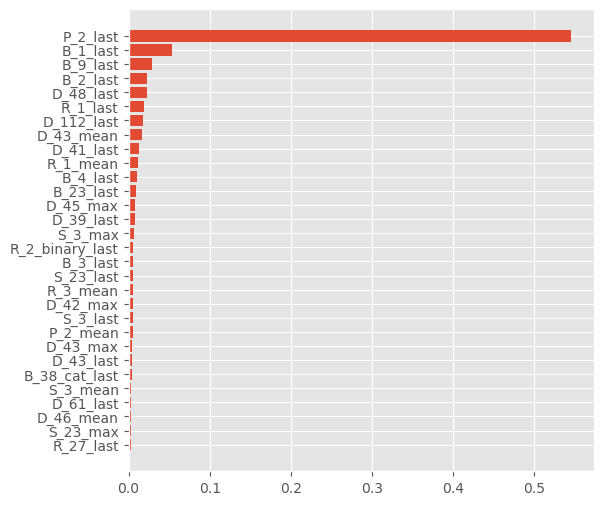 P_2_last
B_1_last
B_9_last
B_2_last
D_48_last
R_1_last
D_112_last
D_43_mean
D_41_last
R_1_mean
B_4_last
B_23_last
D_45_max
D_39_last
S_3_max
R_2_binary_last
B_3_last
S_23_last
R_3_mean
D_42_max
S_3_last
P_2_mean
D_43_max
D_43_last
B_38_cat_last
S_3_mean
D_61_last
D_46_mean
S_23_max
R_27_last
0.0 0.1 0.2 0.3 0.4 0.5